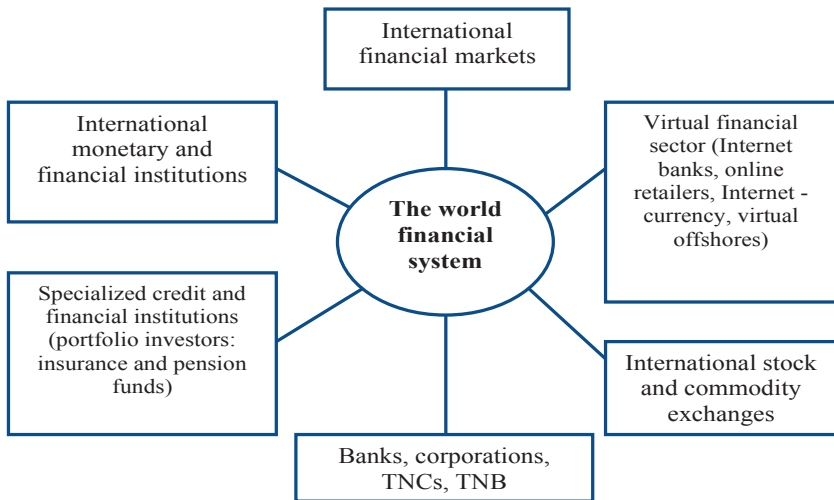 International
financial markets
International
monetary and
financial institutions
Virtual financial
sector (Internet
banks, online
retailers, Internet -
currency, virtual
offshores)
The world
financial
system
Specialized credit and
financial institutions
(portfolio investors:
insurance and pension
funds)
International stock
and commodity
exchanges
Banks, corporations,
TNCs, TNB